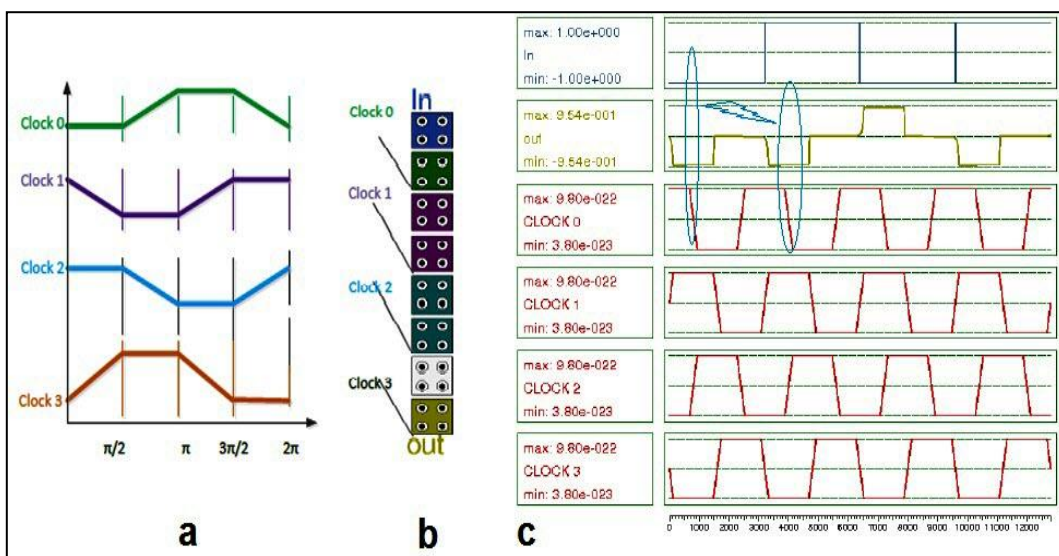 Clock 0
Clock 1
Clock 2
Clock 3
π/2 π 3π/2 2π
a
In
Clock 0
Clock 1
Clock 2
Clock 3
out
b
max: 1.00e+000
In
min: -1.00e+000
max: 9.54e-001
out
min: -9.54e-001
max: 9.80e-022
CLOCK 0
min: 3.80e-023
max: 9.80e-022
CLOCK 1
min: 3.80e-023
max: 9.80e-022
CLOCK 2
min: 3.80e-023
max: 9.80e-022
CLOCK 3
min: 3.80e-023
0 1000 2000 3000 4000 5000 6000 7000 8000 9000 10000 11000 12000
c